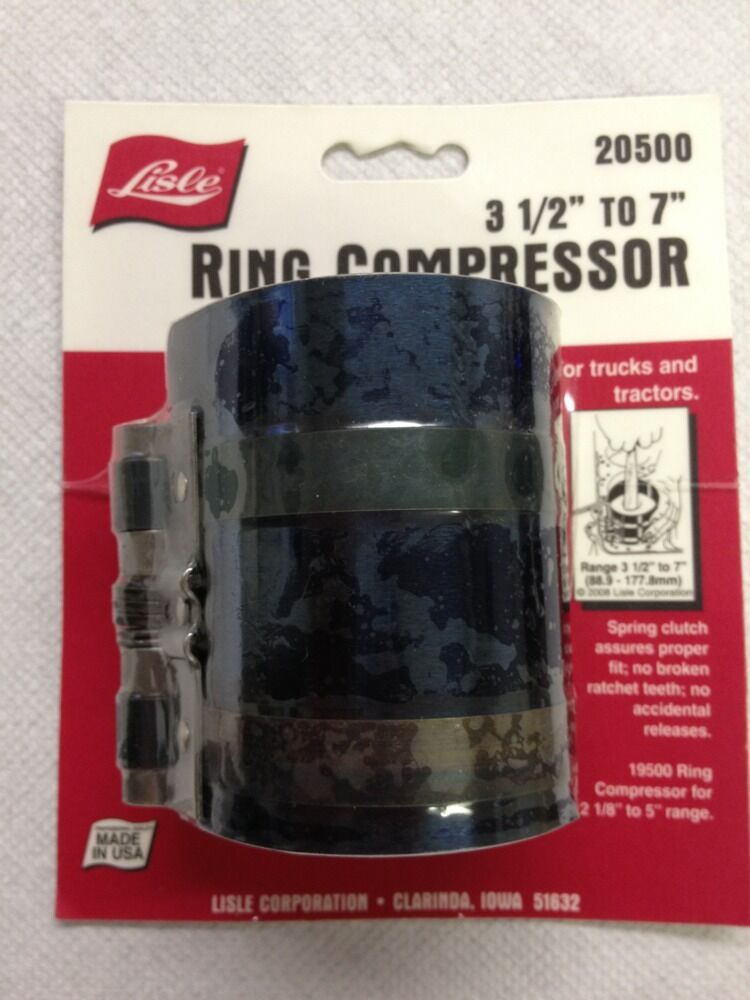 Lisle
20500
3 1/2" TO 7"
RING COMPRESSOR
or trucks and
tractors.
Range 3 1/2" to 7"
(88.9 - 177.8mm)
© 2008 Lisle Corporation
Spring clutch
assures proper
fit; no broken
ratchet teeth; no
accidental
releases.
19500 Ring
Compressor for
2 1/8" to 5" range.
MADE
IN USA
LISLE CORPORATION • CLARINDA, IOWA 51632